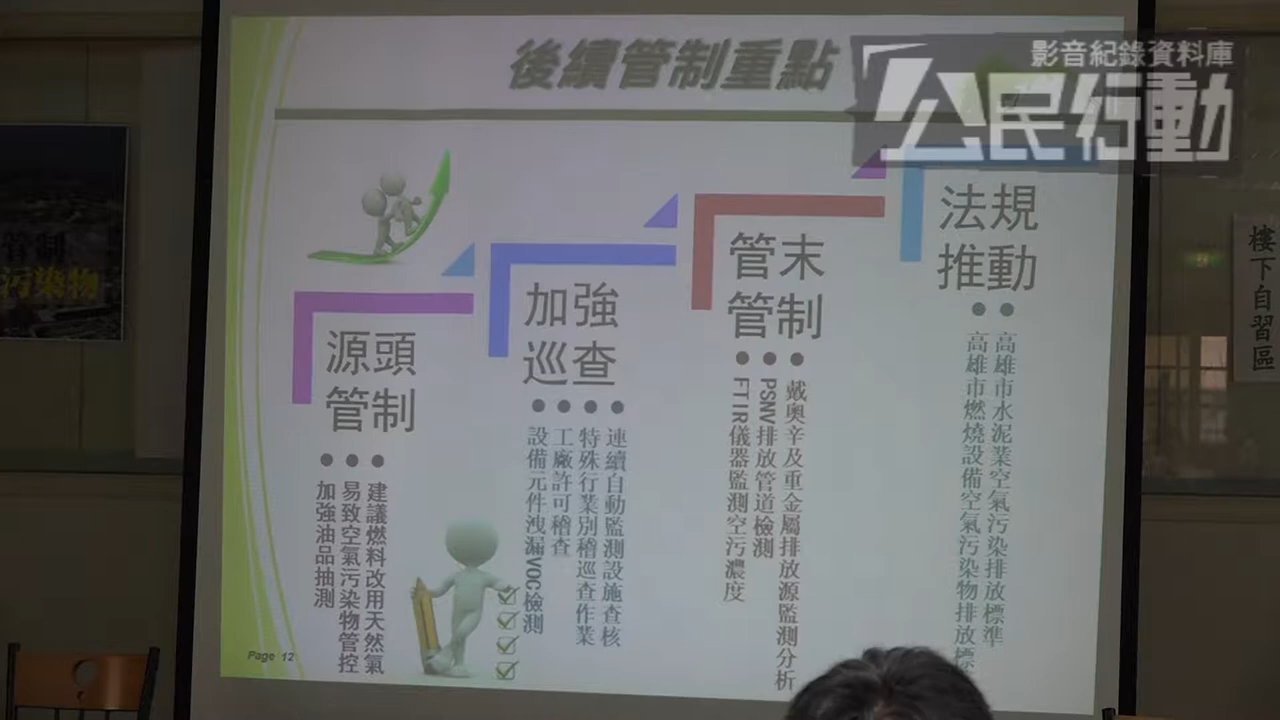 影音紀錄資料庫
公民行動
後續管制重點
源頭
管制
建議燃料改用天然氣
易致空氣污染物管控
加強油品抽測
加強
巡查
連續自動監測設施查核
特殊行業別稽巡查作業
工廠許可稽查
設備元件洩漏VOC檢測
管末
管制
戴奧辛及重金屬排放源監測分析
PSNV排放管道檢測
FTIR儀器監測空污濃度
法規
推動
高雄市水泥業空氣污染排放標準
高雄市燃燒設備空氣污染物排放標
Page 12
管制
污染物
樓下自習區